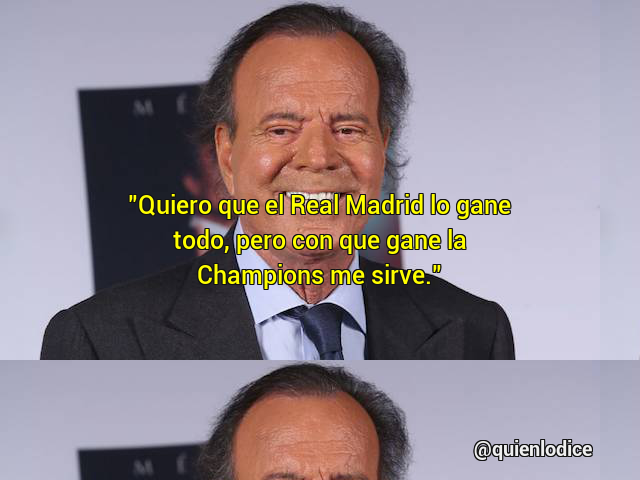 M É
"Quiero que el Real Madrid lo gane
todo, pero con que gane la
Champions me sirve."
M É
@quienlodice